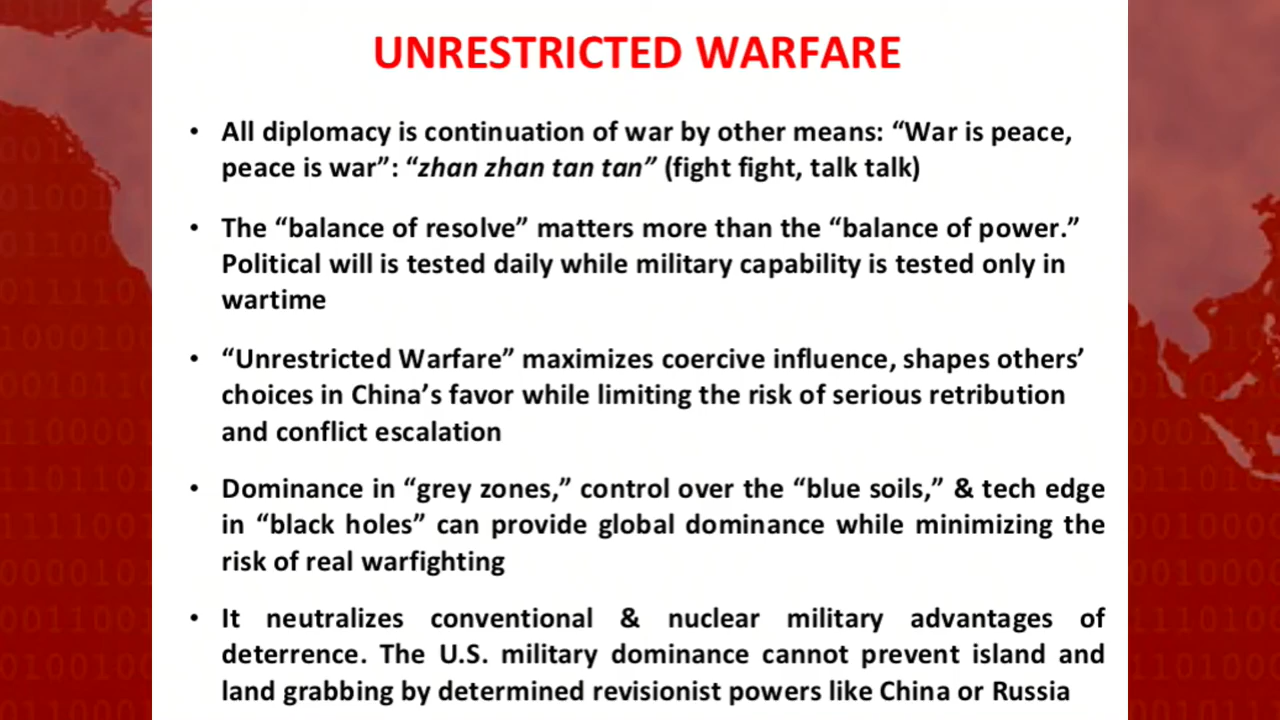 UNRESTRICTED WARFARE
• All diplomacy is continuation of war by other means: “War is peace,
peace is war”: “zhan zhan tan tan” (fight fight, talk talk)
• The “balance of resolve” matters more than the “balance of power.”
Political will is tested daily while military capability is tested only in
wartime
• “Unrestricted Warfare” maximizes coercive influence, shapes others’
choices in China’s favor while limiting the risk of serious retribution
and conflict escalation
• Dominance in “grey zones,” control over the “blue soils,” & tech edge
in “black holes” can provide global dominance while minimizing the
risk of real warfighting
• It neutralizes conventional & nuclear military advantages of
deterrence. The U.S. military dominance cannot prevent island and
land grabbing by determined revisionist powers like China or Russia